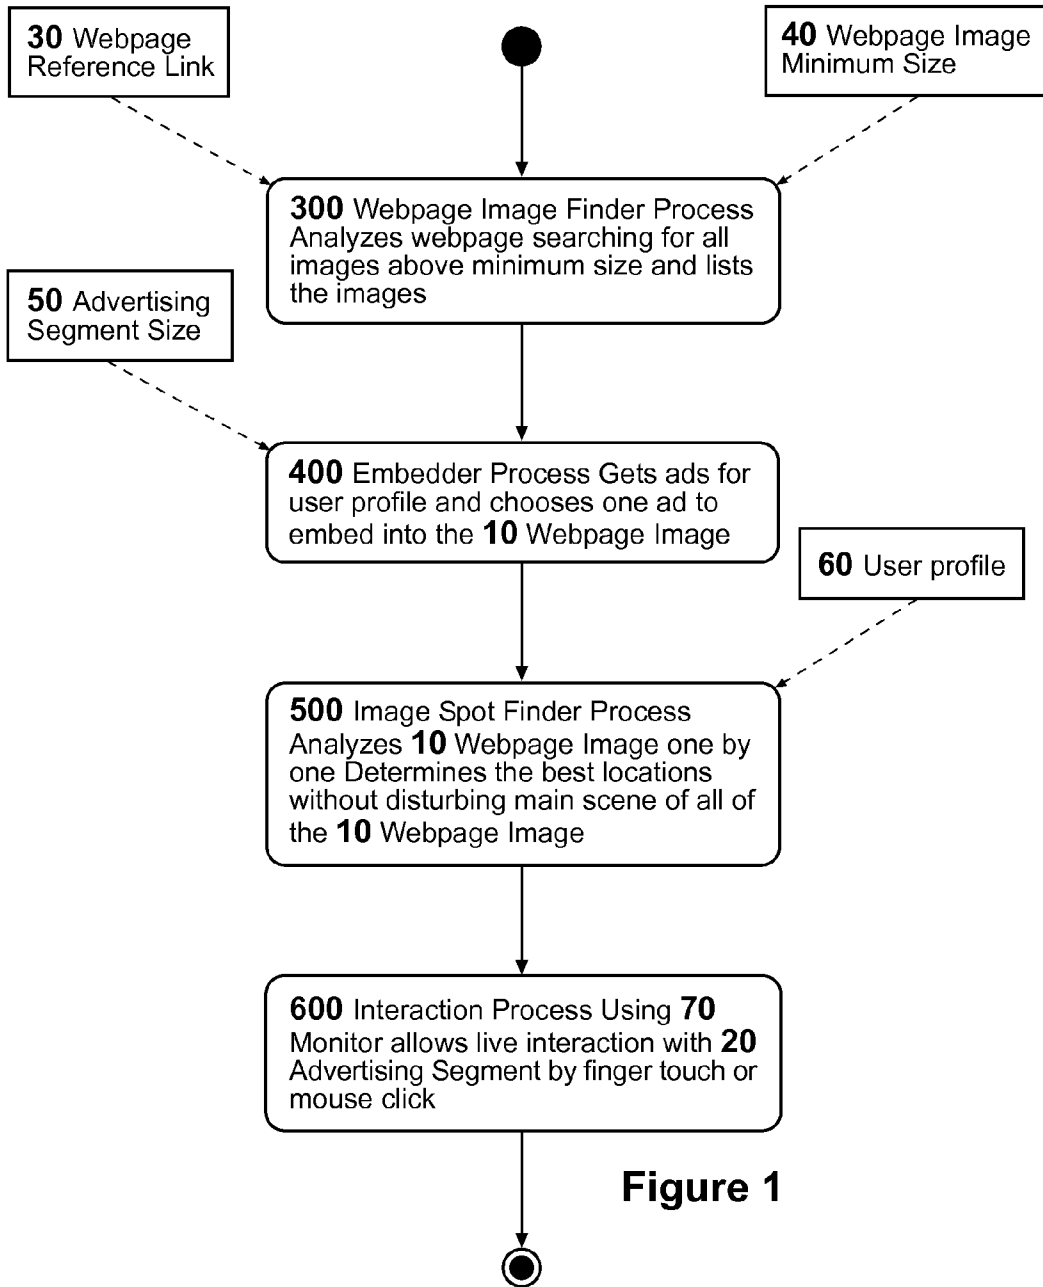 30 Webpage
Reference Link
40 Webpage Image
Minimum Size
300 Webpage Image Finder Process
Analyzes webpage searching for all
images above minimum size and lists
the images
50 Advertising
Segment Size
400 Embedder Process Gets ads for
user profile and chooses one ad to
embed into the 10 Webpage Image
60 User profile
500 Image Spot Finder Process
Analyzes 10 Webpage Image one by
one Determines the best locations
without disturbing main scene of all of
the 10 Webpage Image
600 Interaction Process Using 70
Monitor allows live interaction with 20
Advertising Segment by finger touch or
mouse click
Figure 1